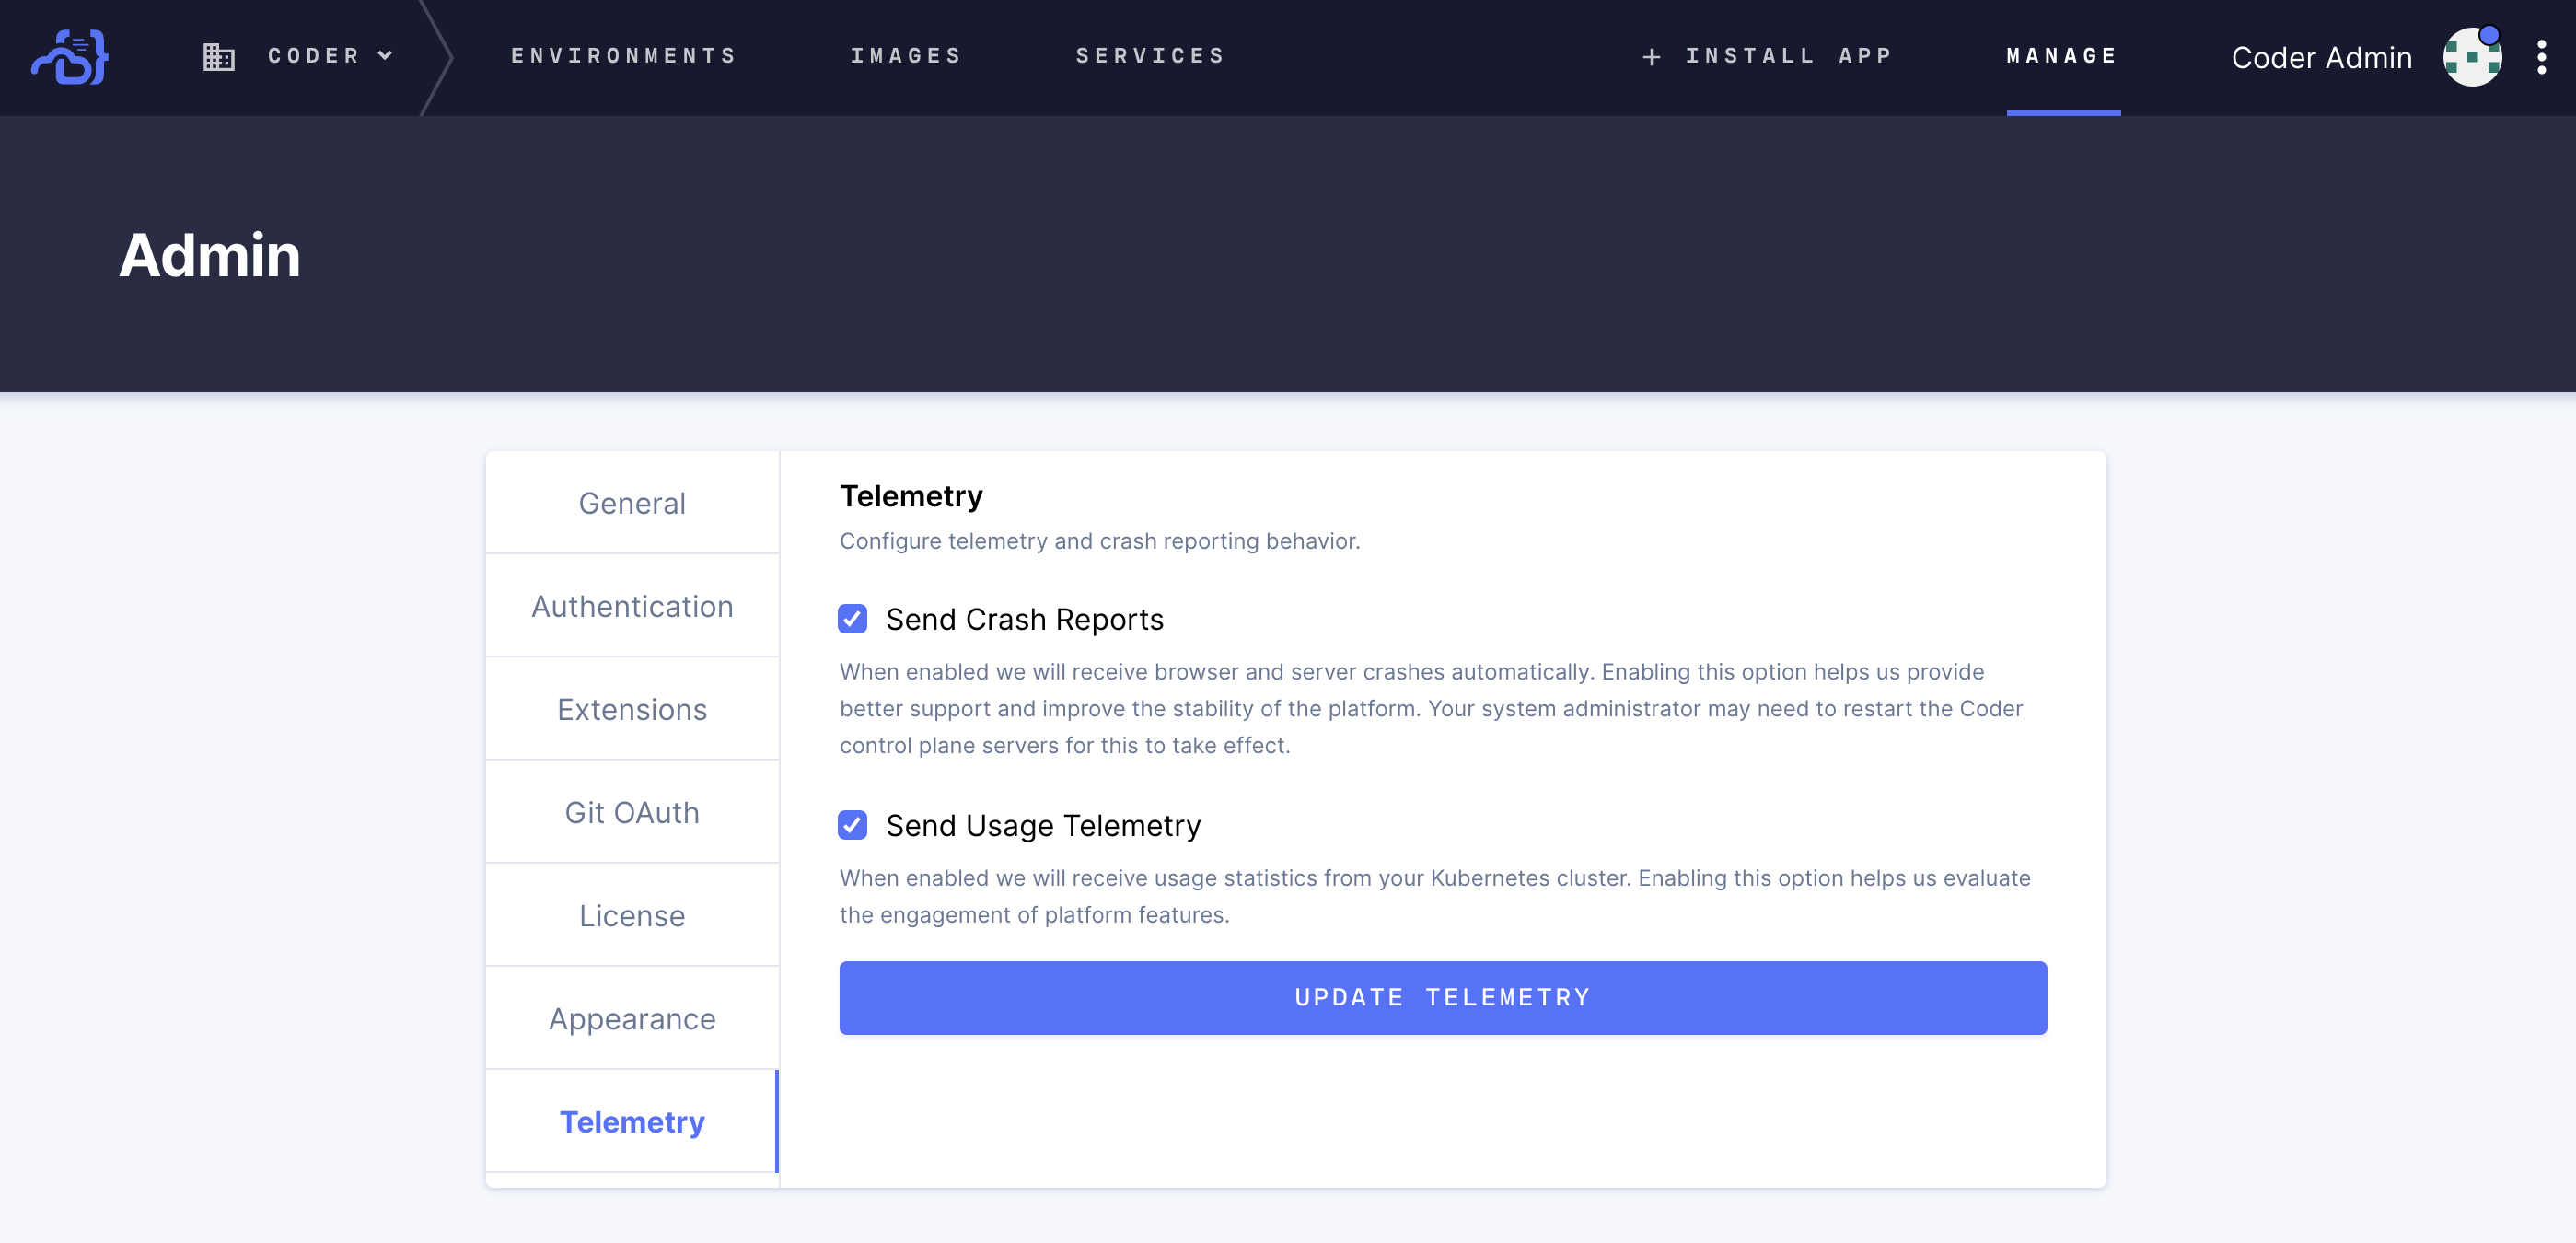 CODER
ENVIRONMENTS
IMAGES
SERVICES
+ INSTALL APP
MANAGE
Coder Admin
Admin
General
Authentication
Extensions
Git OAuth
License
Appearance
Telemetry
Telemetry
Configure telemetry and crash reporting behavior.
Send Crash Reports
When enabled we will receive browser and server crashes automatically. Enabling this option helps us provide
better support and improve the stability of the platform. Your system administrator may need to restart the Coder
control plane servers for this to take effect.
Send Usage Telemetry
When enabled we will receive usage statistics from your Kubernetes cluster. Enabling this option helps us evaluate
the engagement of platform features.
UPDATE TELEMETRY